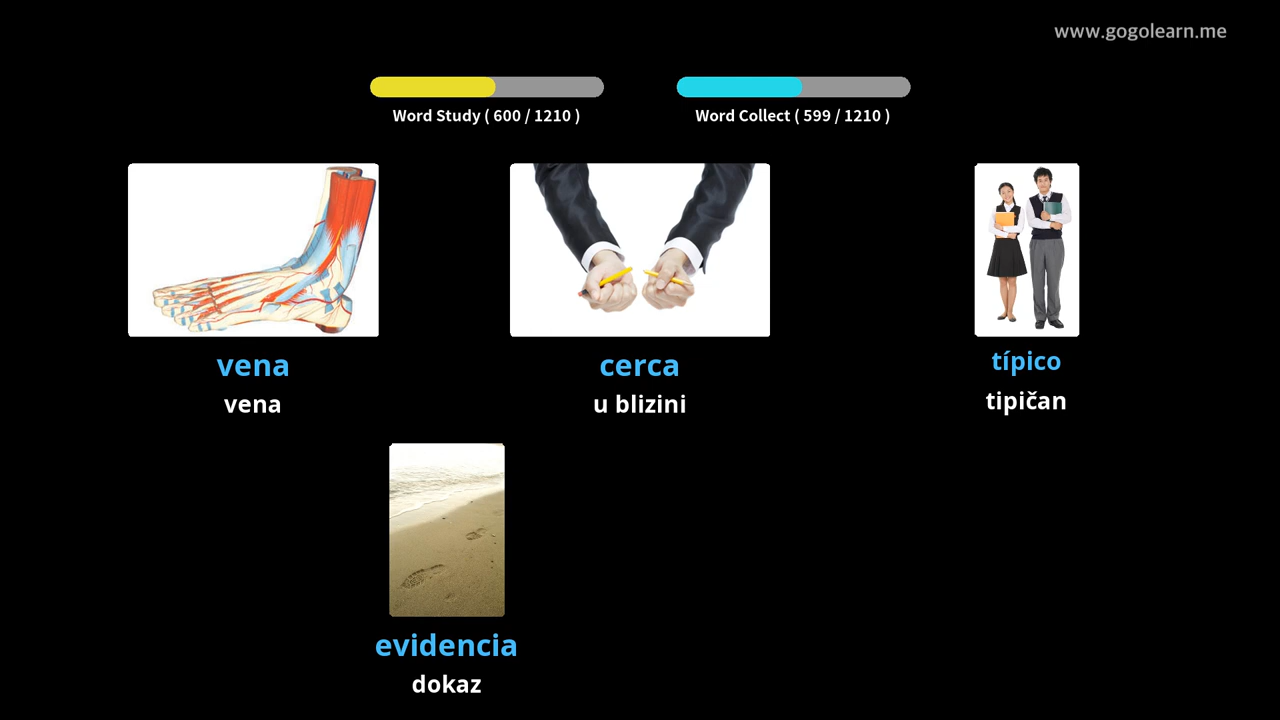 www.gogolearn.me
Word Study ( 600 / 1210 )
Word Collect ( 599 / 1210 )
vena
vena
cerca
u blizini
típico
tipičan
evidencia
dokaz